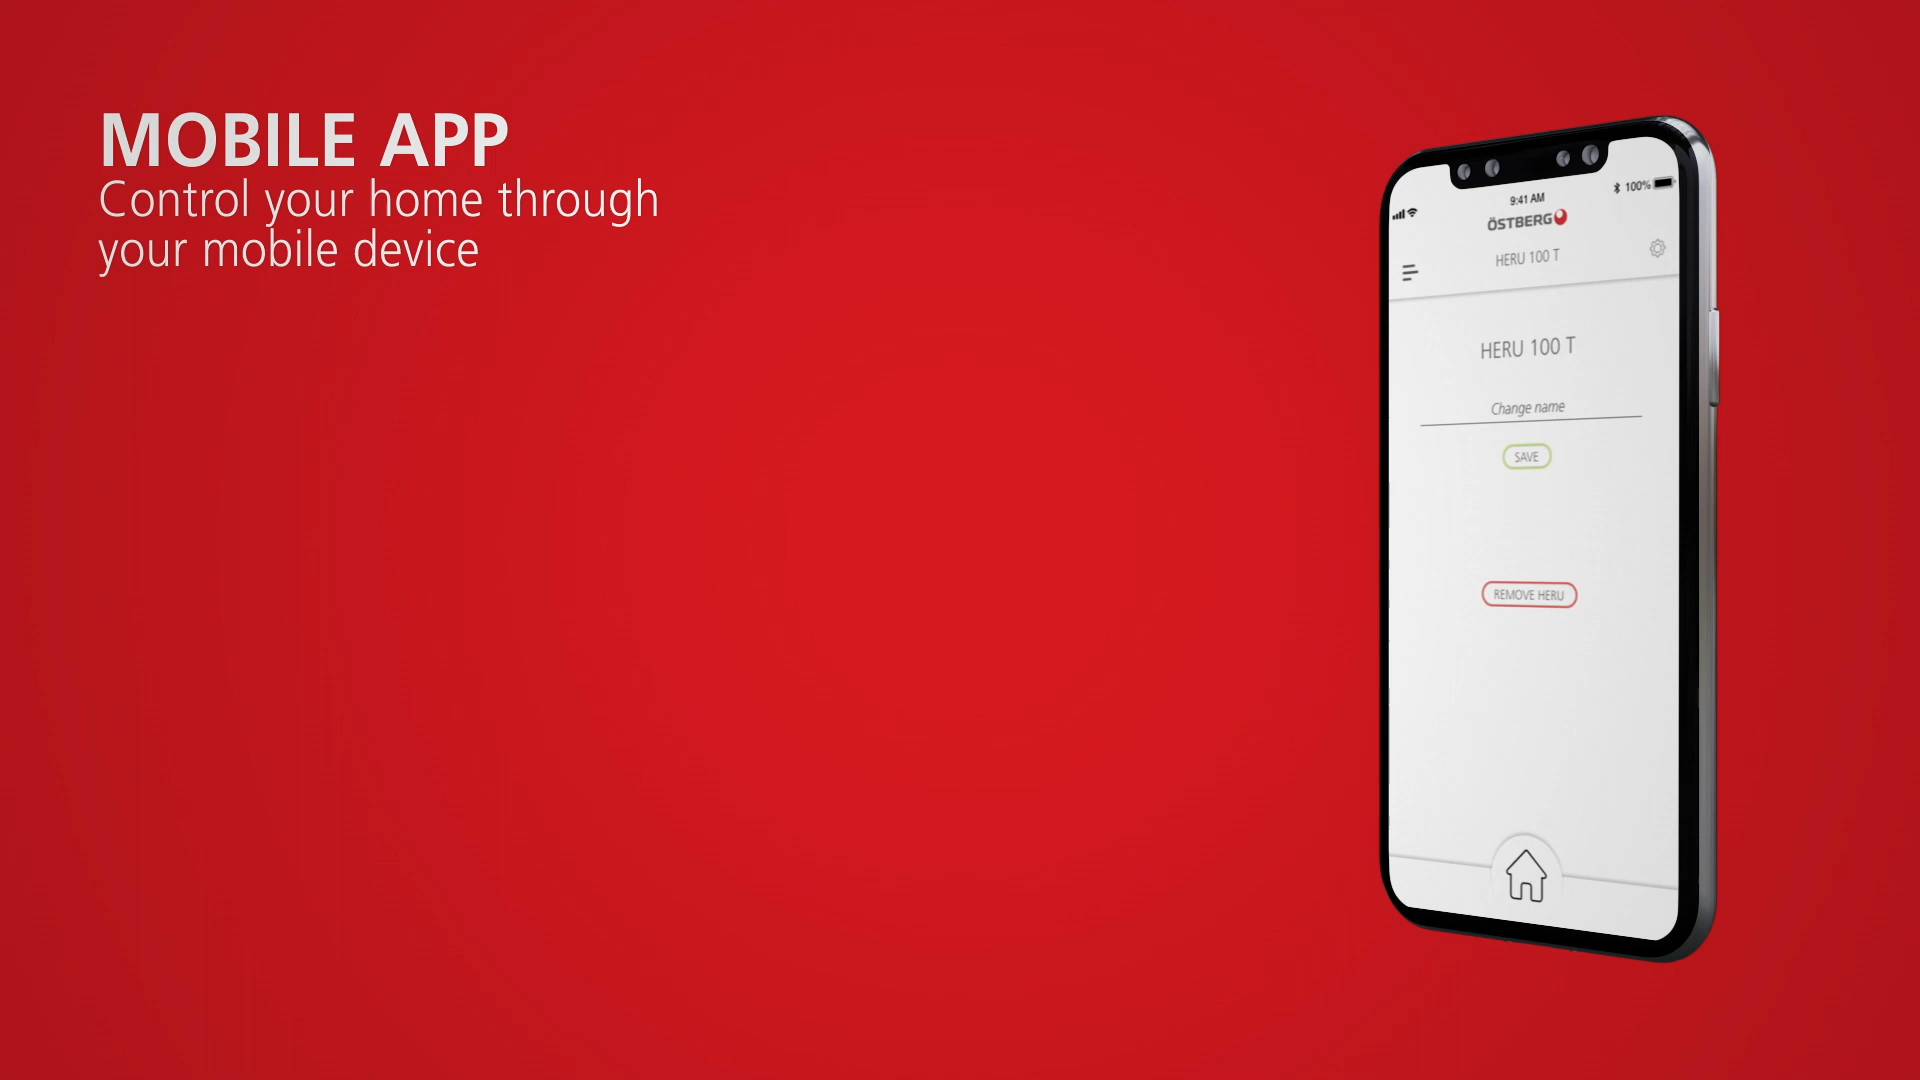 MOBILE APP
Control your home through
your mobile device
9:41 AM
100%
ÖSTBERG
HERU 100 T
HERU 100 T
Change name
SAVE
REMOVE HERU